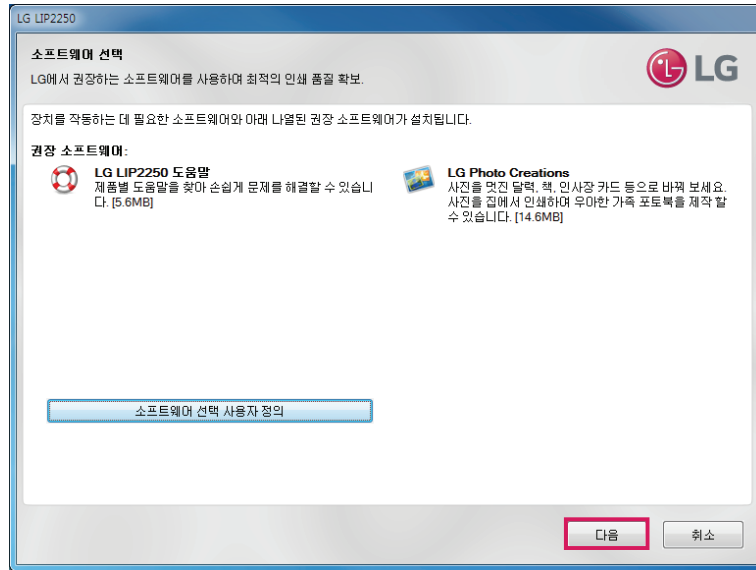 LG LIP2250
소프트웨어 선택
LG에서 권장하는 소프트웨어를 사용하여 최적의 인쇄 품질 확보.
LG
장치를 작동하는 데 필요한 소프트웨어와 아래 나열된 권장 소프트웨어가 설치됩니다.
권장 소프트웨어:
LG LIP2250 도움말
제품별 도움말을 찾아 손쉽게 문제를 해결할 수 있습니
다. [5.6MB]
LG Photo Creations
사진을 멋진 달력, 책, 인사장 카드 등으로 바꿔 보세요.
사진을 집에서 인쇄하며 우아한 가족 포토북을 제작 할
수 있습니다. [14.6MB]
소프트웨어 선택 사용자 정의
다음
취소